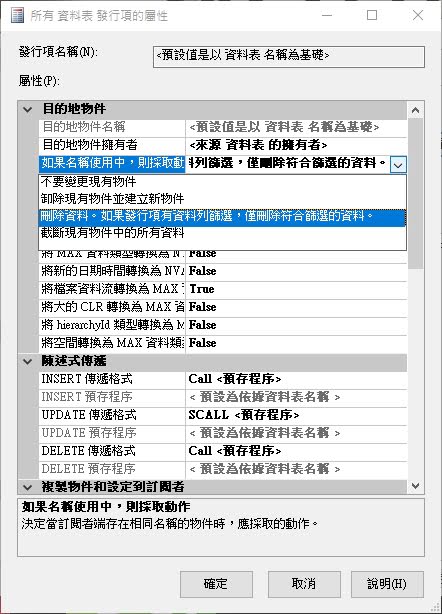 所有 資料表 發行項的屬性
發行項名稱(N):
<預設值是以 資料表 名稱為基礎>
屬性(P):
目的地物件
目的地物件名稱 <預設值是以 資料表 名稱為基礎>
目的地物件擁有者 <來源 資料表 的擁有者>
如果名稱使用中，則採取動 列篩選，僅刪除符合篩選的資料。
不要變更現有物件
卸除現有物件並建立新物件
刪除資料。如果發行項有資料列篩選，僅刪除符合篩選的資料。
截斷現有物件中的所有資料
將 MAX 資料類型轉換為 N False
將新的日期時間轉換為 NVA False
將檔案資料流轉換為 MAX True
將大的 CLR 轉換為 MAX 資 False
將 hierarchyId 類型轉換為 M False
將空間轉換為 MAX 資料類 False
陳述式傳遞
INSERT 傳遞格式 Call <預存程序>
INSERT 預存程序 < 預設為依據資料表名稱 >
UPDATE 傳遞格式 SCALL <預存程序>
UPDATE 預存程序 < 預設為依據資料表名稱 >
DELETE 傳遞格式 Call <預存程序>
DELETE 預存程序 < 預設為依據資料表名稱 >
複製物件和設定到訂閱者
如果名稱使用中，則採取動作
決定當訂閱者端存在相同名稱的物件時，應採取的動作。
確定 取消 說明(H)